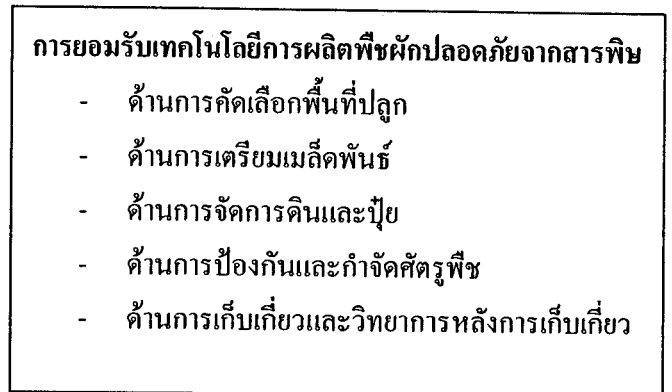 การยอมรับเทคโนโลยีการผลิตพืชผักปลอดภัยจากสารพิษ
- ด้านการคัดเลือกพื้นที่ปลูก
- ด้านการเตรียมเมล็ดพันธ์
- ด้านการจัดการดินและปุ๋ย
- ด้านการป้องกันและกำจัดศัตรูพืช
- ด้านการเก็บเกี่ยวและวิทยาการหลังการเก็บเกี่ยว